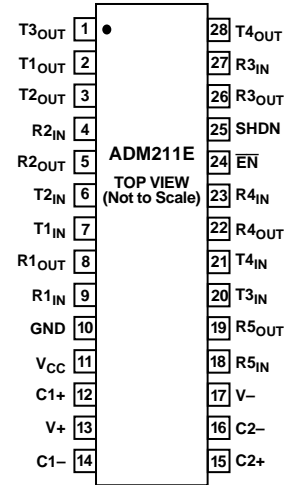 T3OUT 1 28 T4OUT
T1OUT 2 27 R3IN
T2OUT 3 26 R3OUT
R2IN 4 25 SHDN
R2OUT 5 ADM211E 24 EN
T2IN 6 TOP VIEW 23 R4IN
(Not to Scale)
T1IN 7 22 R4OUT
R1OUT 8 21 T4IN
R1IN 9 20 T3IN
GND 10 19 R5OUT
VCC 11 18 R5IN
C1+ 12 17 V–
V+ 13 16 C2–
C1– 14 15 C2+